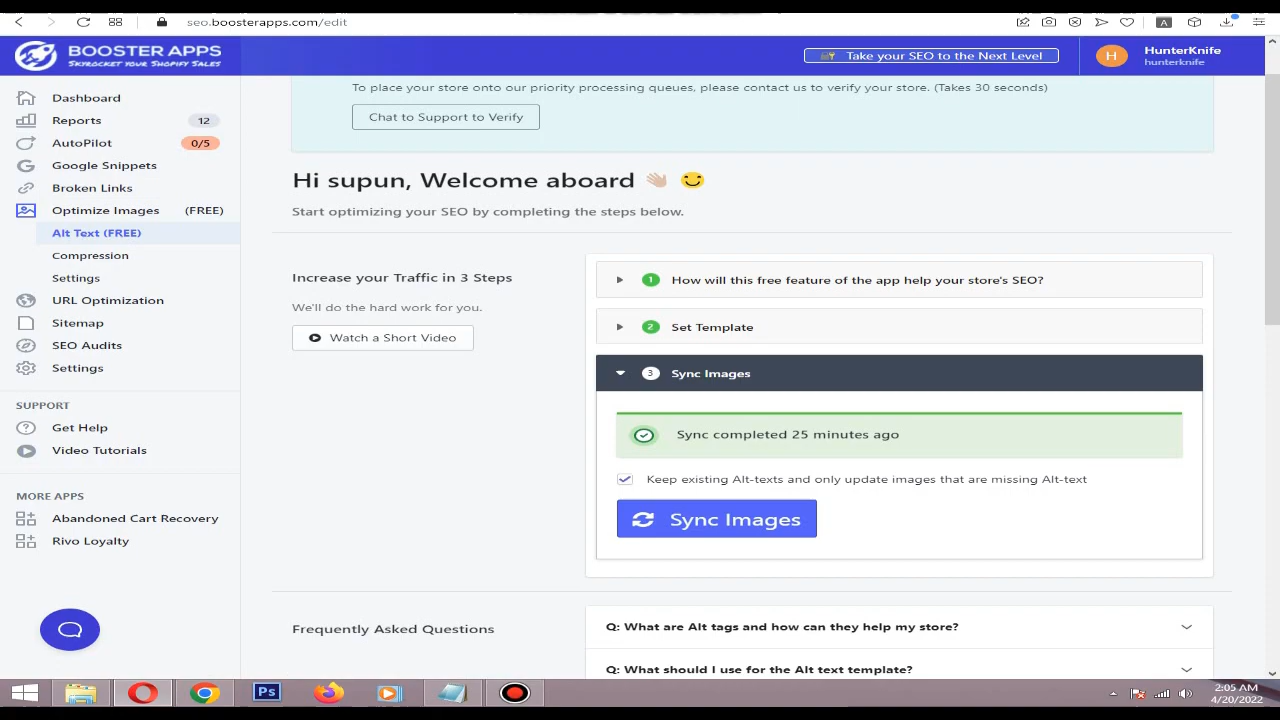 seo.boosterapps.com/edit
A
BOOSTER APPS
SKYROCKET YOUR SHOPIFY SALES
Take your SEO to the Next Level
H
HunterKnife
hunterknife
Dashboard
Reports 12
AutoPilot 0/5
Google Snippets
Broken Links
Optimize Images (FREE)
Alt Text (FREE)
Compression
Settings
URL Optimization
Sitemap
SEO Audits
Settings
SUPPORT
Get Help
Video Tutorials
MORE APPS
Abandoned Cart Recovery
Rivo Loyalty
To place your store onto our priority processing queues, please contact us to verify your store. (Takes 30 seconds)
Chat to Support to Verify
Hi supun, Welcome aboard
Start optimizing your SEO by completing the steps below.
Increase your Traffic in 3 Steps
We'll do the hard work for you.
Watch a Short Video
1 How will this free feature of the app help your store's SEO?
2 Set Template
3 Sync Images
Sync completed 25 minutes ago
Keep existing Alt-texts and only update images that are missing Alt-text
Sync Images
Frequently Asked Questions
Q: What are Alt tags and how can they help my store?
Q: What should I use for the Alt text template?
Ps
2:05 AM
4/20/2022